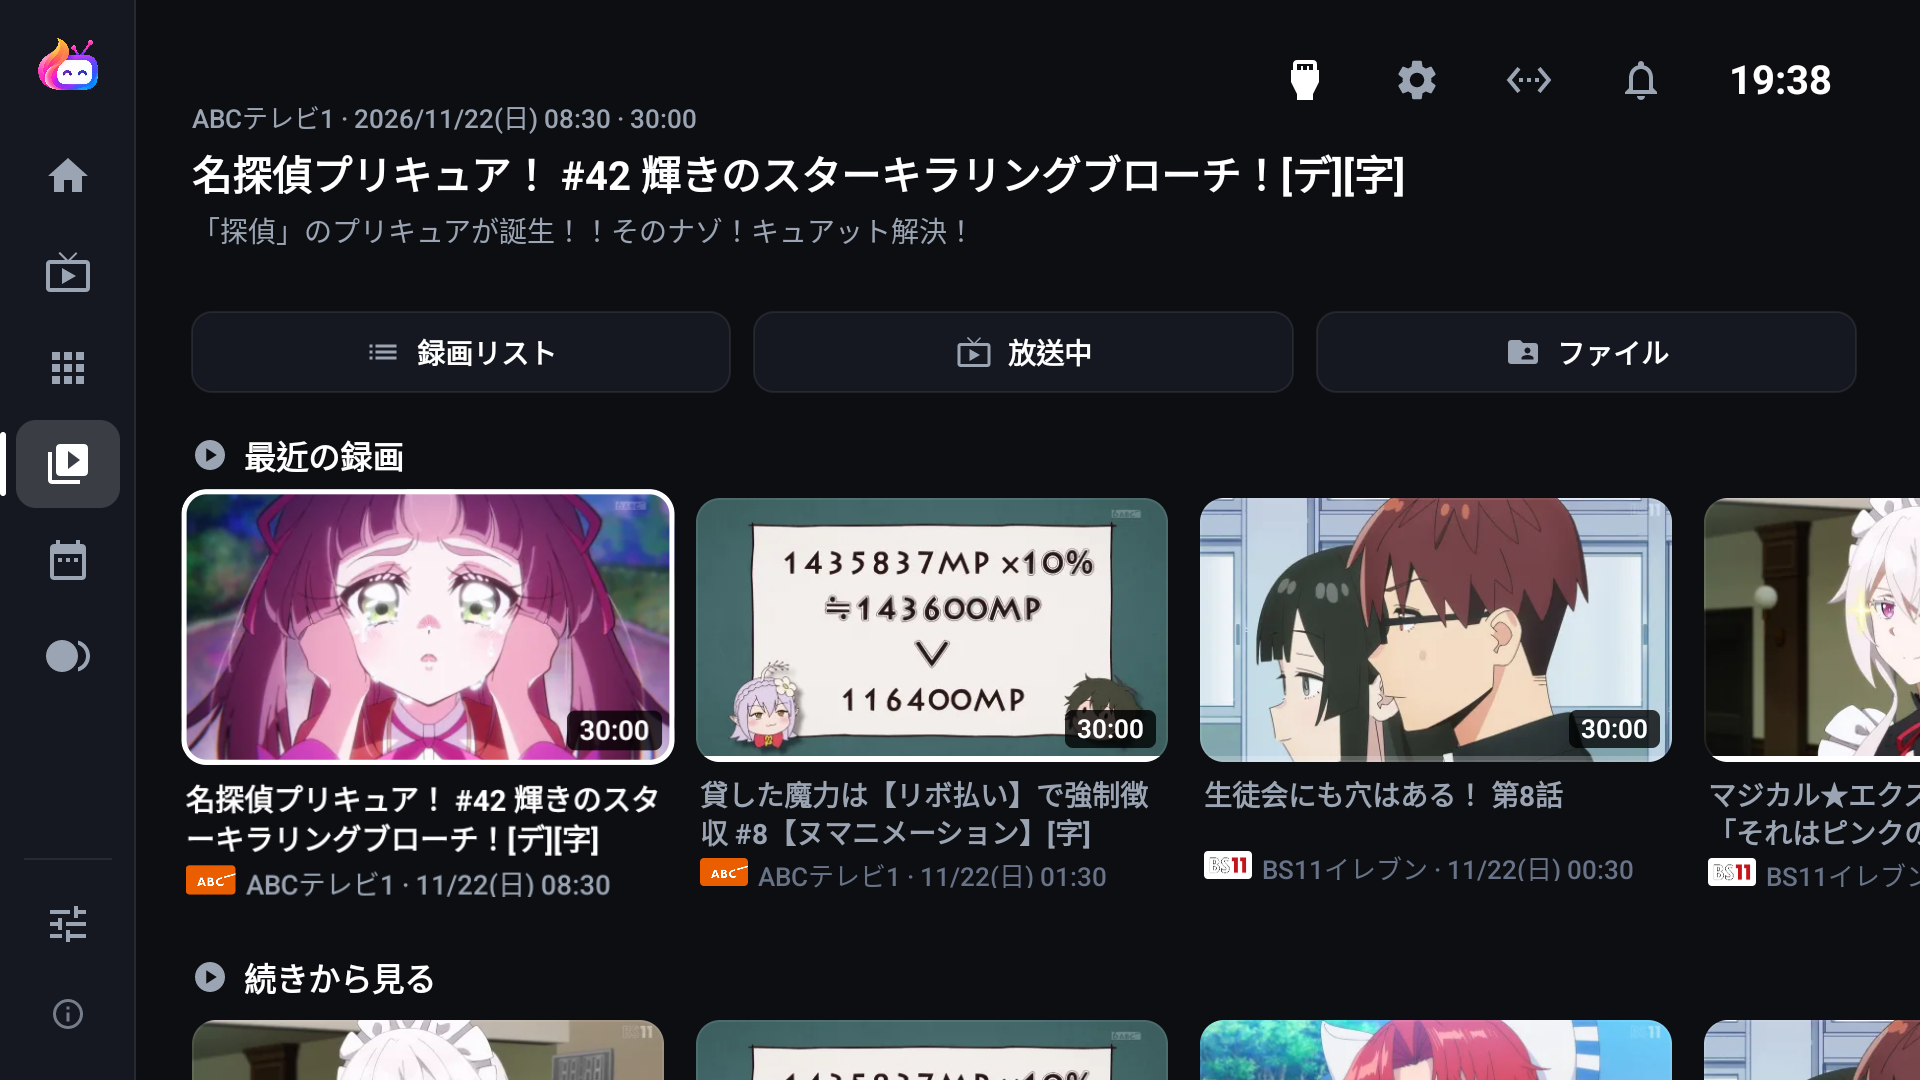 19:38
ABCテレビ1 · 2026/11/22(日) 08:30 · 30:00
名探偵プリキュア！ #42 輝きのスターキラリングブローチ！[デ][字]
「探偵」のプリキュアが誕生！！そのナゾ！キュアット解決！
録画リスト
放送中
ファイル
最近の録画
30:00
名探偵プリキュア！ #42 輝きのスタ
ーキラリングブローチ！[デ][字]
ABC
ABCテレビ1 · 11/22(日) 08:30
1435837MP ×10%
≒143600MP
116400MP
30:00
貸した魔力は【リボ払い】で強制徴
収 #8【ヌマニメーション】[字]
ABC
ABCテレビ1 · 11/22(日) 01:30
30:00
生徒会にも穴はある！ 第8話
BS11
BS11イレブン · 11/22(日) 00:30
マジカル★エクス
「それはピンクの
BS11
BS11イレブン
続きから見る
BS11